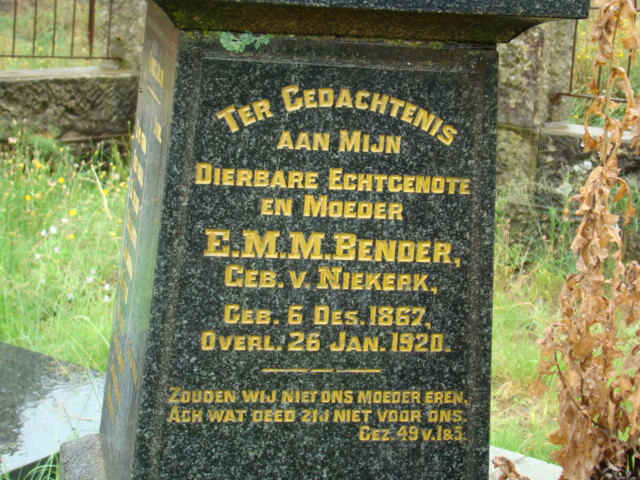 TER GEDACHTENIS
AAN MIJN
DIERBARE ECHTGENOTE
EN MOEDER
E.M.M. BENDER,
GEB. V. NIEKERK,
GEB. 6 DES. 1867,
OVERL. 26 JAN. 1920.
ZOUDEN WIJ NIET ONS MOEDER EREN,
ACH WAT DEED ZIJ NIET VOOR ONS.
GEZ. 49 V. 1&3.